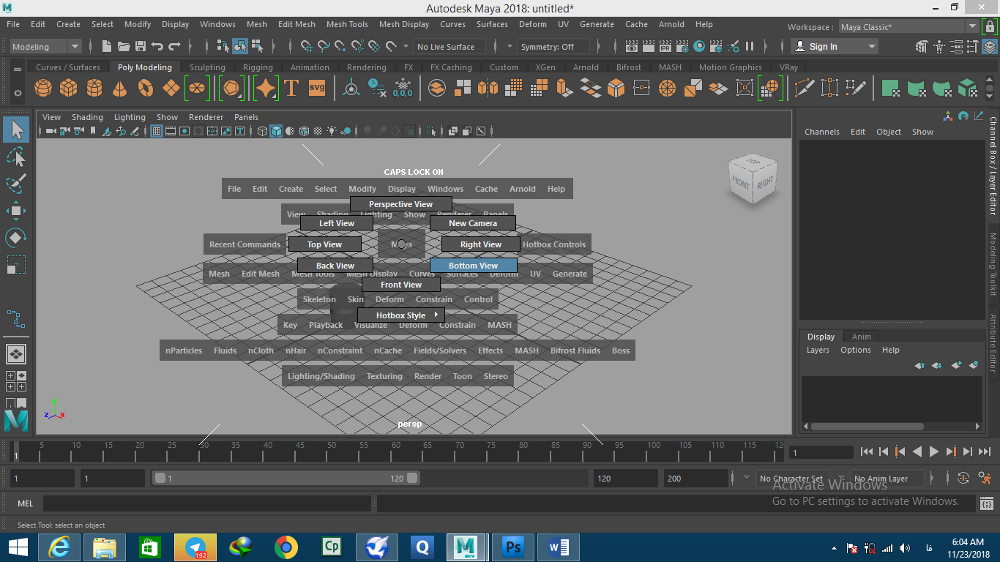 Autodesk Maya 2018: untitled*
File Edit Create Select Modify Display Windows Mesh Edit Mesh Mesh Tools Mesh Display Curves Surfaces Deform UV Generate Cache Arnold Help
Workspace : Maya Classic*
Modeling No Live Surface Symmetry: Off Sign In
Curves / Surfaces Poly Modeling Sculpting Rigging Animation Rendering FX FX Caching Custom XGen Arnold Bifrost MASH Motion Graphics VRay
View Shading Lighting Show Renderer Panels
Channels Edit Object Show
Channel Box / Layer Editor
Modeling Toolkit
Attribute Editor
TOP
FRONT RIGHT
CAPS LOCK ON
File Edit Create Select Modify Display Windows Cache Arnold Help
Perspective View
View Shading Lighting Show Renderer Panels
Left View New Camera
Recent Commands Top View Maya Right View Hotbox Controls
Back View Bottom View
Mesh Edit Mesh Mesh Tools Mesh Display Curves Surfaces Deform UV Generate
Front View
Skeleton Skin Deform Constrain Control
Hotbox Style
Key Playback Visualize Deform Constrain MASH
nParticles Fluids nCloth nHair nConstraint nCache Fields/Solvers Effects MASH Bifrost Fluids Boss
Lighting/Shading Texturing Render Toon Stereo
persp
y
z x
Display Anim
Layers Options Help
5 10 15 20 25 30 35 40 45 50 55 60 65 70 75 80 85 90 95 100 105 110 115 12
1
1
1 1 1 120 120 200 No Character Set No Anim Layer
Activate Windows
Go to PC settings to activate Windows.
MEL
Select Tool: select an object
192
6:04 AM
11/23/2018